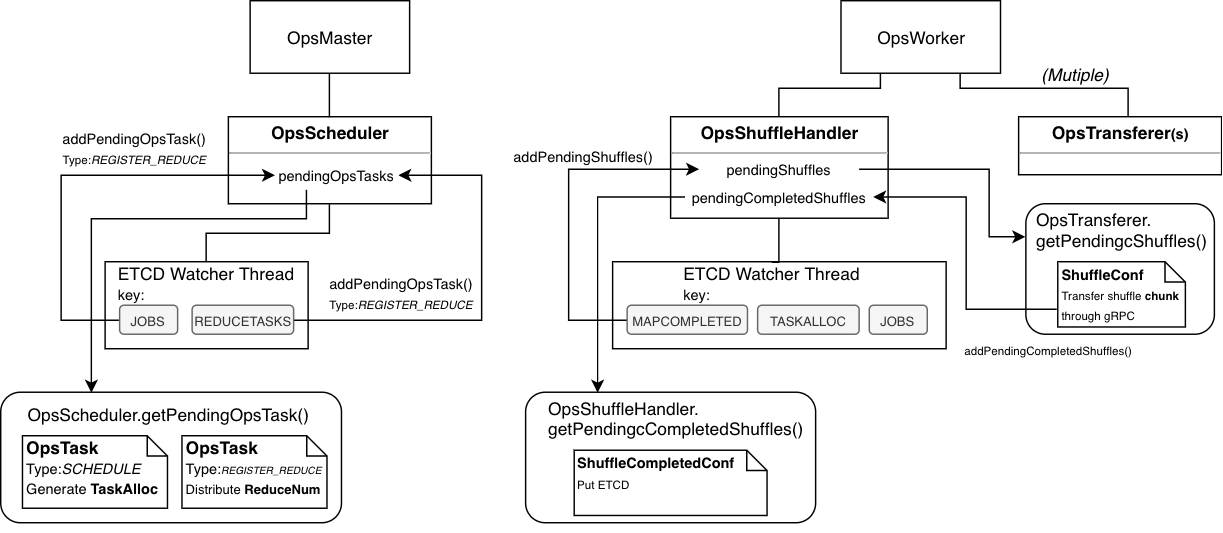 OpsMaster
OpsScheduler
addPendingOpsTask()
Type:REGISTER_REDUCE
pendingOpsTasks
ETCD Watcher Thread
key:
JOBS
REDUCETASKS
addPendingOpsTask()
Type:REGISTER_REDUCE
OpsScheduler.getPendingOpsTask()
OpsTask
Type:SCHEDULE
Generate TaskAlloc
OpsTask
Type:REGISTER_REDUCE
Distribute ReduceNum
OpsWorker
(Mutiple)
OpsShuffleHandler
OpsTransferer(s)
addPendingShuffles()
pendingShuffles
pendingCompletedShuffles
OpsTransferer.
getPendingcShuffles()
ShuffleConf
Transfer shuffle chunk
through gRPC
ETCD Watcher Thread
key:
MAPCOMPLETED
TASKALLOC
JOBS
addPendingCompletedShuffles()
OpsShuffleHandler.
getPendingcCompletedShuffles()
ShuffleCompletedConf
Put ETCD